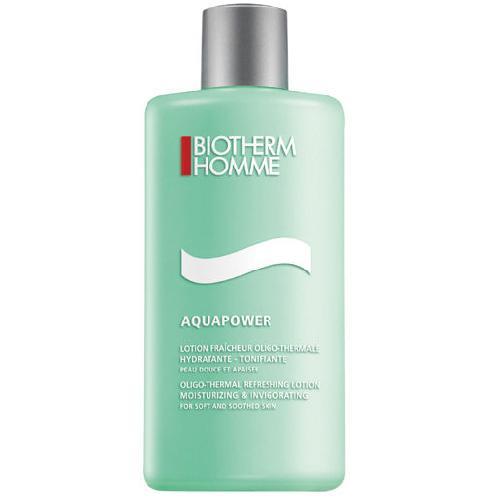 BIOTHERM
HOMME
AQUAPOWER
LOTION FRAÎCHEUR OLIGO-THERMALE
HYDRATANTE - TONIFIANTE
PEAU DOUCE ET APAISÉE
OLIGO-THERMAL REFRESHING LOTION
MOISTURIZING & INVIGORATING
FOR SOFT AND SOOTHED SKIN